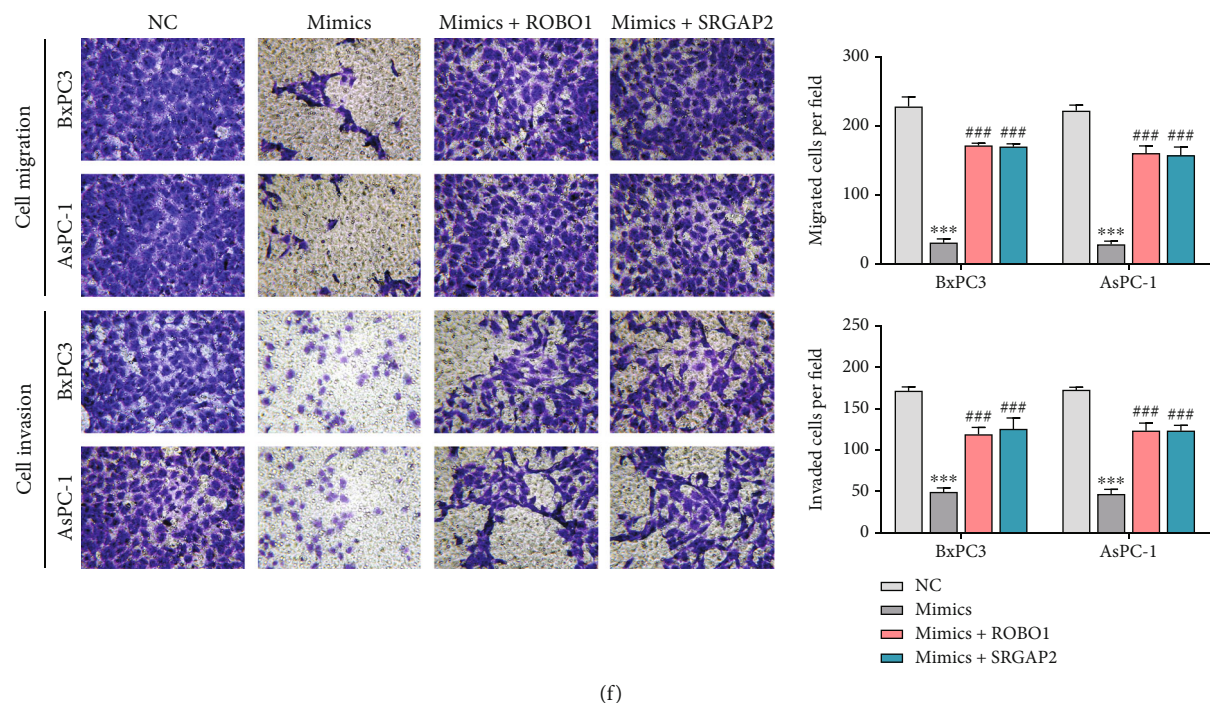 NC Mimics Mimics + ROBO1 Mimics + SRGAP2
Cell migration
BxPC3
AsPC-1
Cell invasion
BxPC3
AsPC-1
Migrated cells per field
300
200
100
0
*** ### ### *** ### ###
BxPC3 AsPC-1
Invaded cells per field
250
200
150
100
50
0
*** ### ### *** ### ###
BxPC3 AsPC-1
NC
Mimics
Mimics + ROBO1
Mimics + SRGAP2
(f)